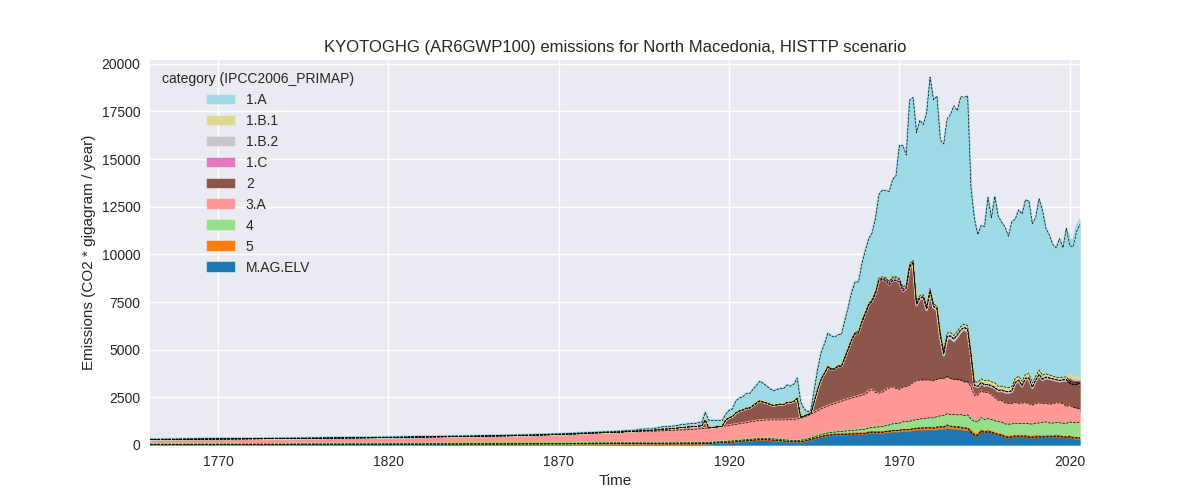 KYOTOGHG (AR6GWP100) emissions for North Macedonia, HISTTP scenario
Emissions (CO2 * gigagram / year)
20000
17500
15000
12500
10000
7500
5000
2500
0
category (IPCC2006_PRIMAP)
1.A
1.B.1
1.B.2
1.C
2
3.A
4
5
M.AG.ELV
1770 1820 1870 1920 1970 2020
Time